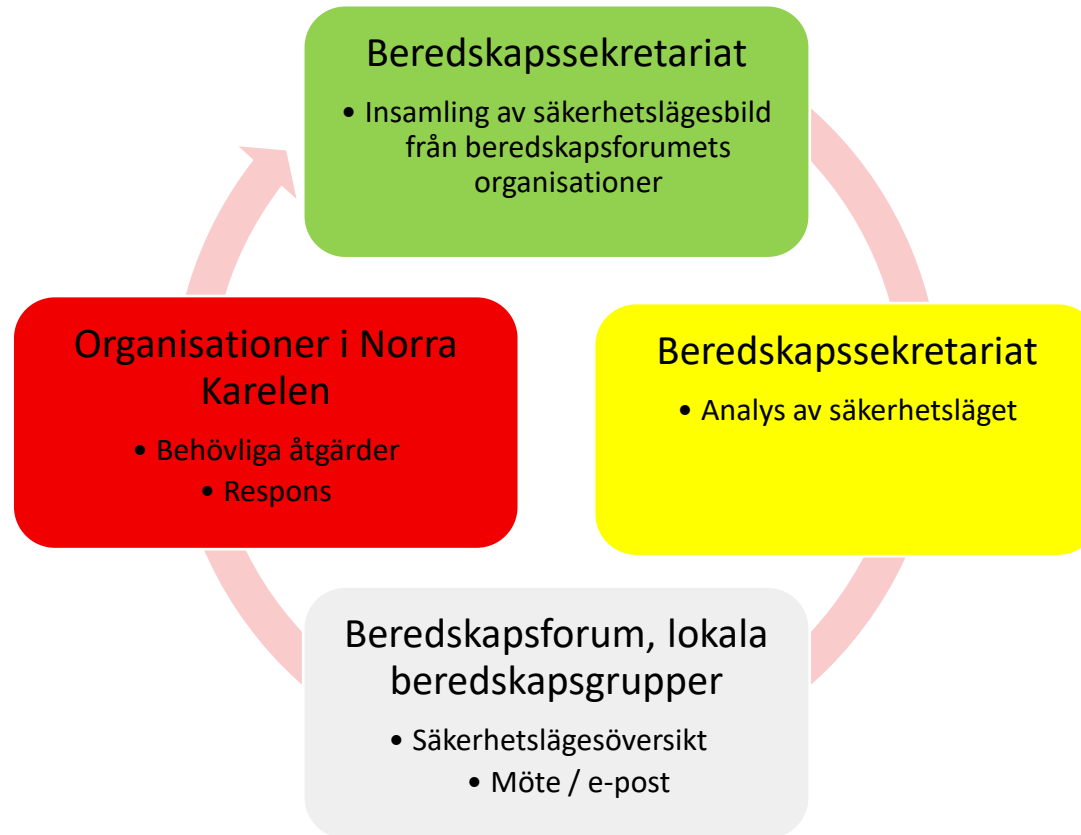 Beredskapssekretariat
• Insamling av säkerhetslägesbild
från beredskapsforumets
organisationer
Beredskapssekretariat
• Analys av säkerhetsläget
Beredskapsforum, lokala
beredskapsgrupper
• Säkerhetslägesöversikt
• Möte / e-post
Organisationer i Norra
Karelen
• Behövliga åtgärder
• Respons